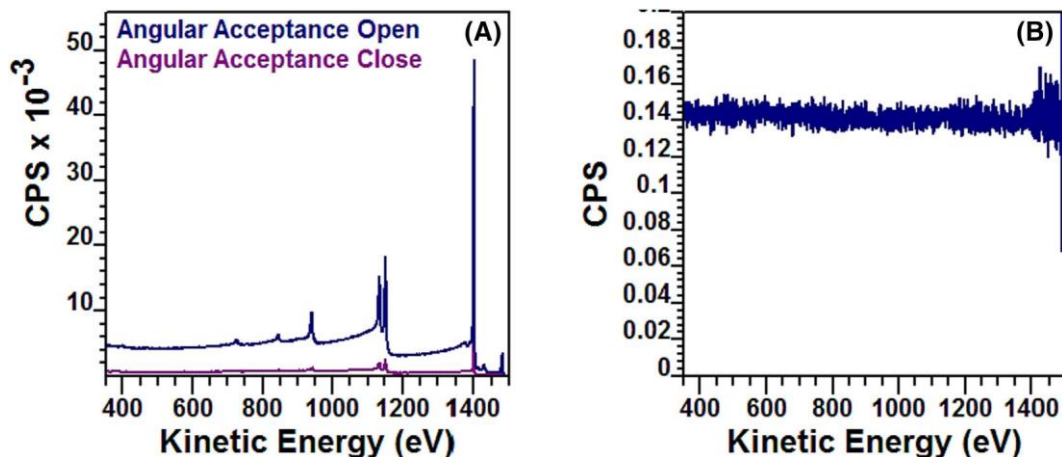 Angular Acceptance Open (A)
Angular Acceptance Close
50
40
30
20
10
CPS x 10⁻³
400 600 800 1000 1200 1400
Kinetic Energy (eV)
(B)
0.18
0.16
0.14
0.12
0.1
0.08
0.06
0.04
0.02
0
CPS
400 600 800 1000 1200 1400
Kinetic Energy (eV)